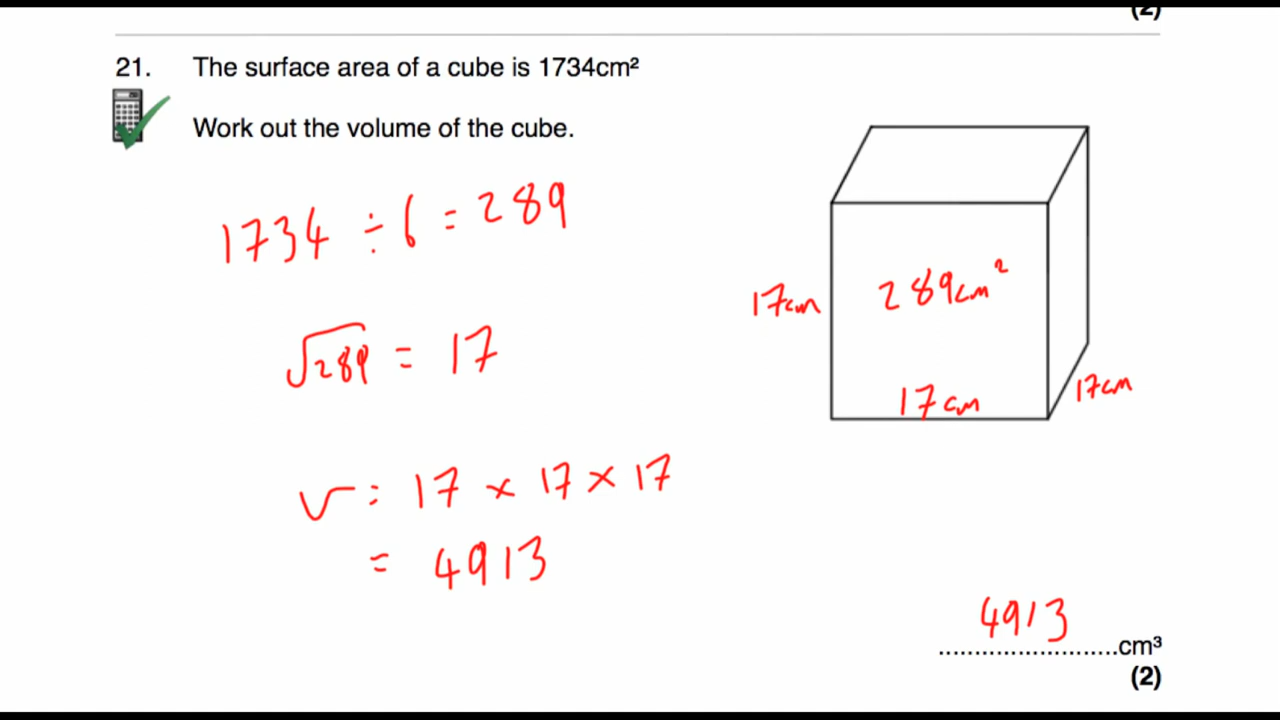 (2)
21. The surface area of a cube is 1734cm²
Work out the volume of the cube.
1734 ÷ 6 = 289
√289 = 17
V = 17 × 17 × 17
= 4913
289cm²
17cm
17cm
17cm
4913
..........................cm³
(2)